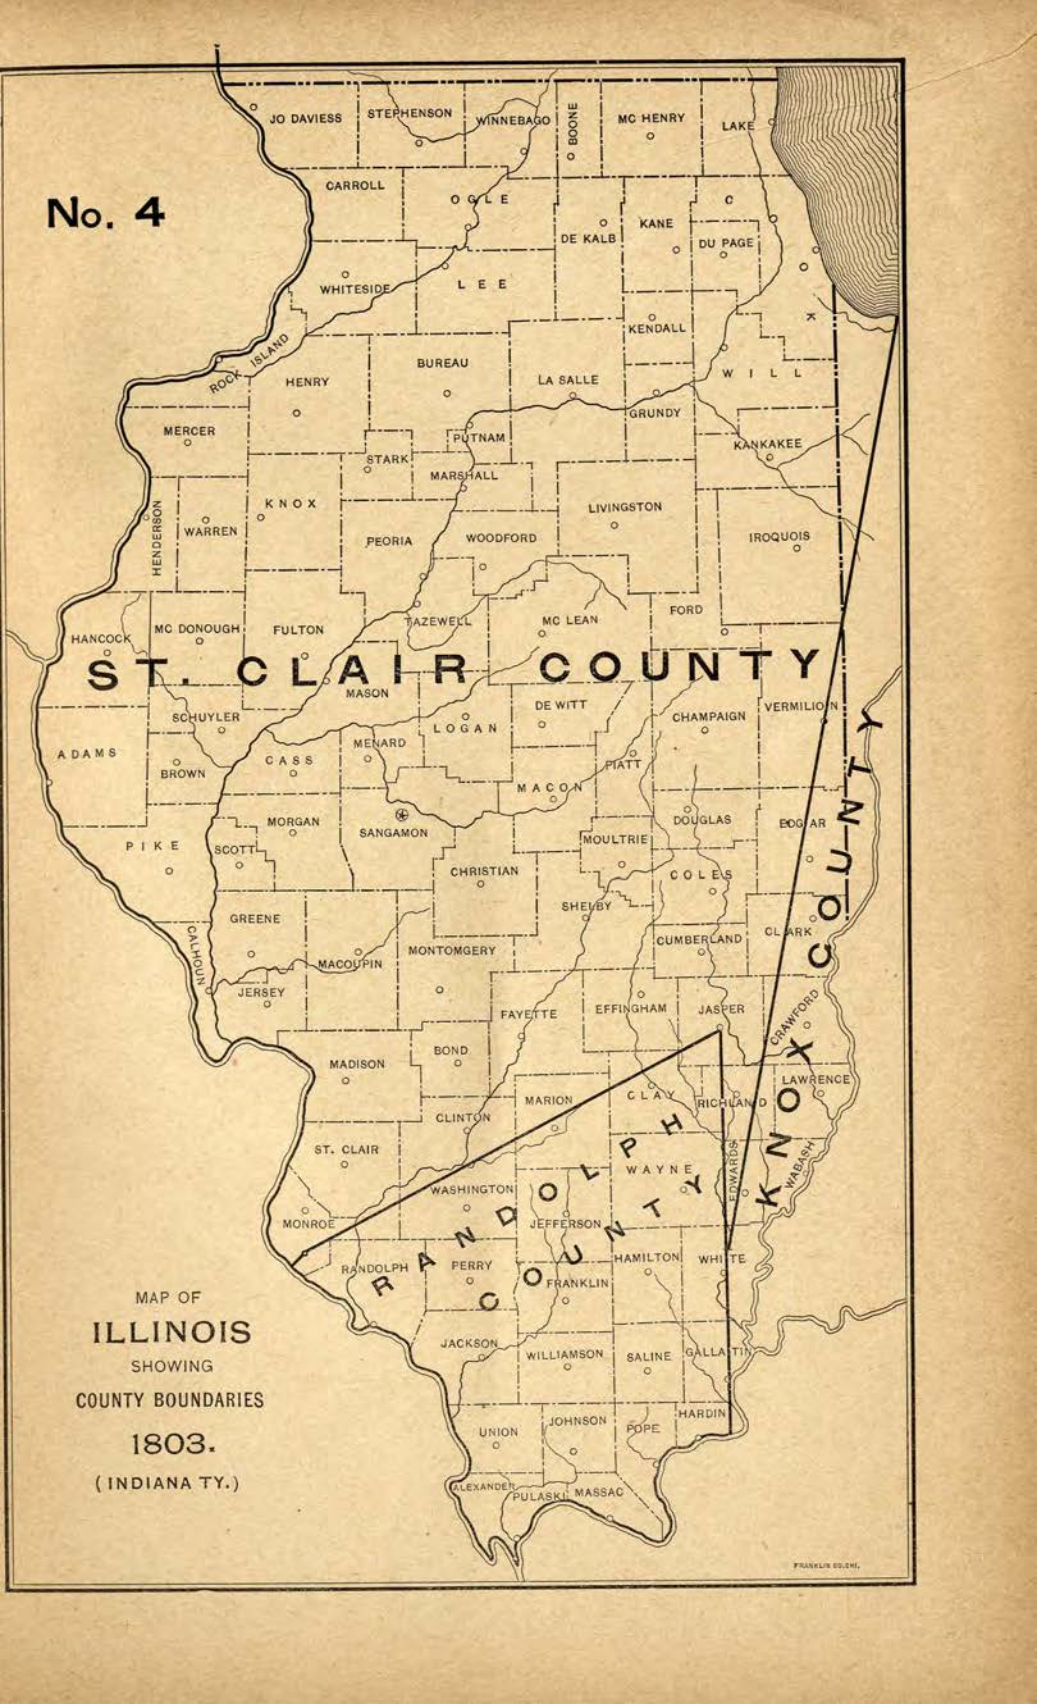 No. 4
JO DAVIESS
STEPHENSON
WINNEBAGO
BOONE
MC HENRY
LAKE
CARROLL
OGLE
DE KALB
KANE
COOK
DU PAGE
WHITESIDE
LEE
ROCK ISLAND
KENDALL
HENRY
BUREAU
LA SALLE
WILL
GRUNDY
MERCER
PUTNAM
KANKAKEE
STARK
MARSHALL
HENDERSON
WARREN
KNOX
PEORIA
WOODFORD
LIVINGSTON
IROQUOIS
HANCOCK
MC DONOUGH
FULTON
TAZEWELL
MC LEAN
FORD
ST. CLAIR COUNTY
MASON
SCHUYLER
LOGAN
DE WITT
CHAMPAIGN
VERMILION
ADAMS
BROWN
CASS
MENARD
PIATT
MACON
MORGAN
SANGAMON
DOUGLAS
EDGAR
PIKE
SCOTT
MOULTRIE
CHRISTIAN
COLES
GREENE
SHELBY
CALHOUN
CUMBERLAND
CLARK
MACOUPIN
MONTGOMERY
JERSEY
FAYETTE
EFFINGHAM
JASPER
CRAWFORD
KNOX COUNTY
MADISON
BOND
MARION
CLAY
RICHLAND
LAWRENCE
CLINTON
ST. CLAIR
WASHINGTON
WAYNE
EDWARDS
WABASH
MONROE
JEFFERSON
RANDOLPH
COUNTY
RANDOLPH
PERRY
FRANKLIN
HAMILTON
WHITE
JACKSON
WILLIAMSON
SALINE
GALLATIN
UNION
JOHNSON
POPE
HARDIN
ALEXANDER
PULASKI
MASSAC
MAP OF
ILLINOIS
SHOWING
COUNTY BOUNDARIES
1803.
(INDIANA TY.)
FRANKLIN CO. CHI.